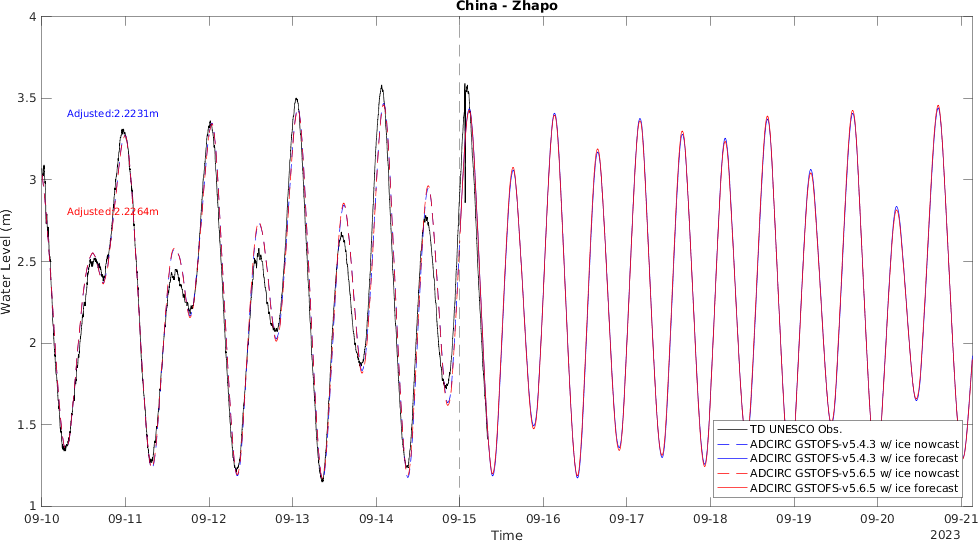 China - Zhapo
4
3.5
3
2.5
2
1.5
1
Water Level (m)
Adjusted:2.2231m
Adjusted:2.2264m
TD UNESCO Obs.
ADCIRC GSTOFS-v5.4.3 w/ ice nowcast
ADCIRC GSTOFS-v5.4.3 w/ ice forecast
ADCIRC GSTOFS-v5.6.5 w/ ice nowcast
ADCIRC GSTOFS-v5.6.5 w/ ice forecast
09-10 09-11 09-12 09-13 09-14 09-15 09-16 09-17 09-18 09-19 09-20 09-21
Time
2023